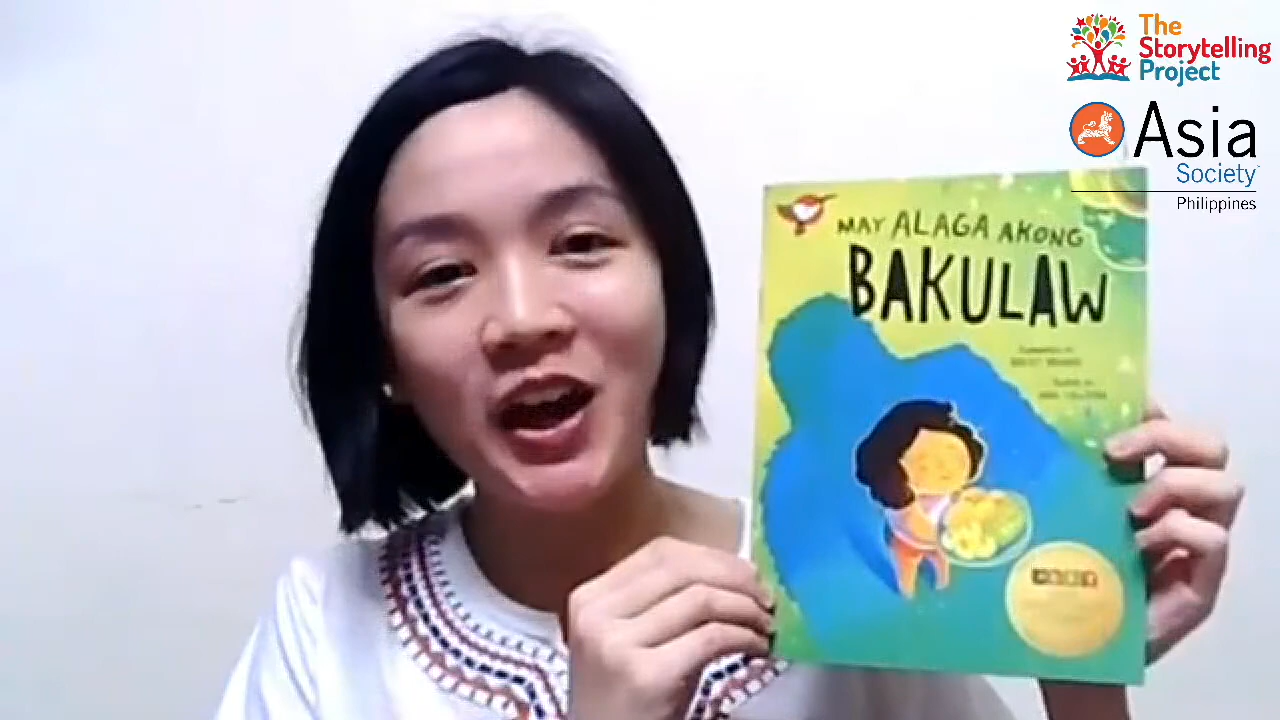 The
Storytelling
Project
Asia
Society
Philippines
MAY ALAGA AKONG
BAKULAW